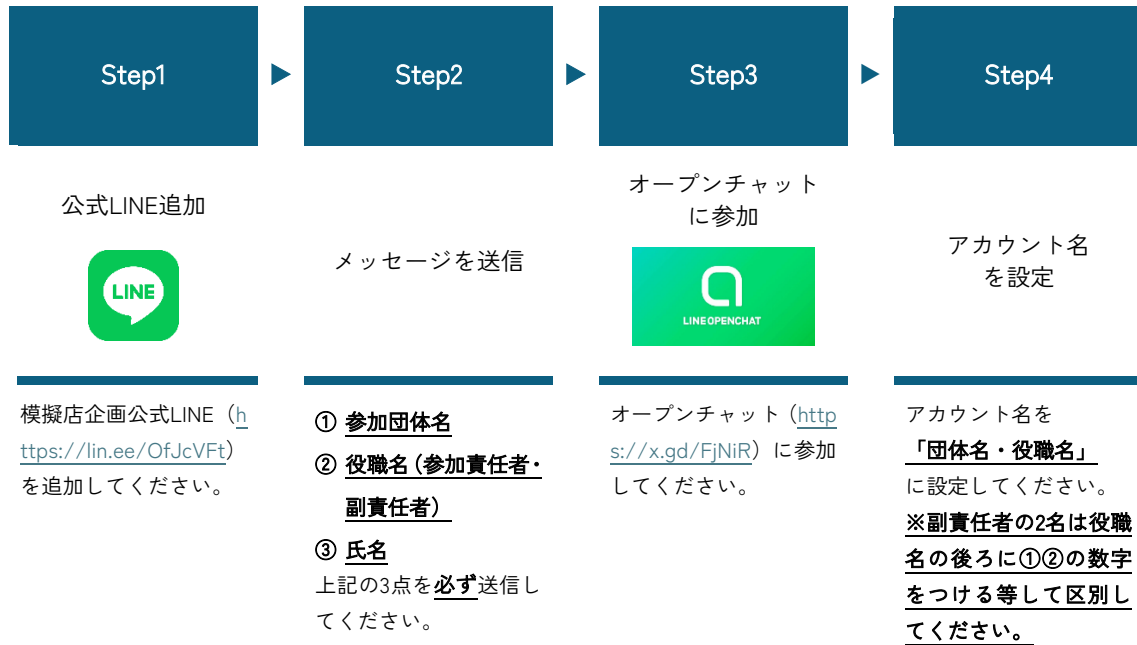 Step1
▶
Step2
▶
Step3
▶
Step4
公式LINE追加
LINE
メッセージを送信
オープンチャット
に参加
LINE OPENCHAT
アカウント名
を設定
模擬店企画公式LINE（h
ttps://lin.ee/OfJcVFt）
を追加してください。
① 参加団体名
② 役職名（参加責任者・
副責任者）
③ 氏名
上記の3点を必ず送信し
てください。
オープンチャット（http
s://x.gd/FjNiR）に参加
してください。
アカウント名を
「団体名・役職名」
に設定してください。
※副責任者の2名は役職
名の後ろに①②の数字
をつける等して区別し
てください。